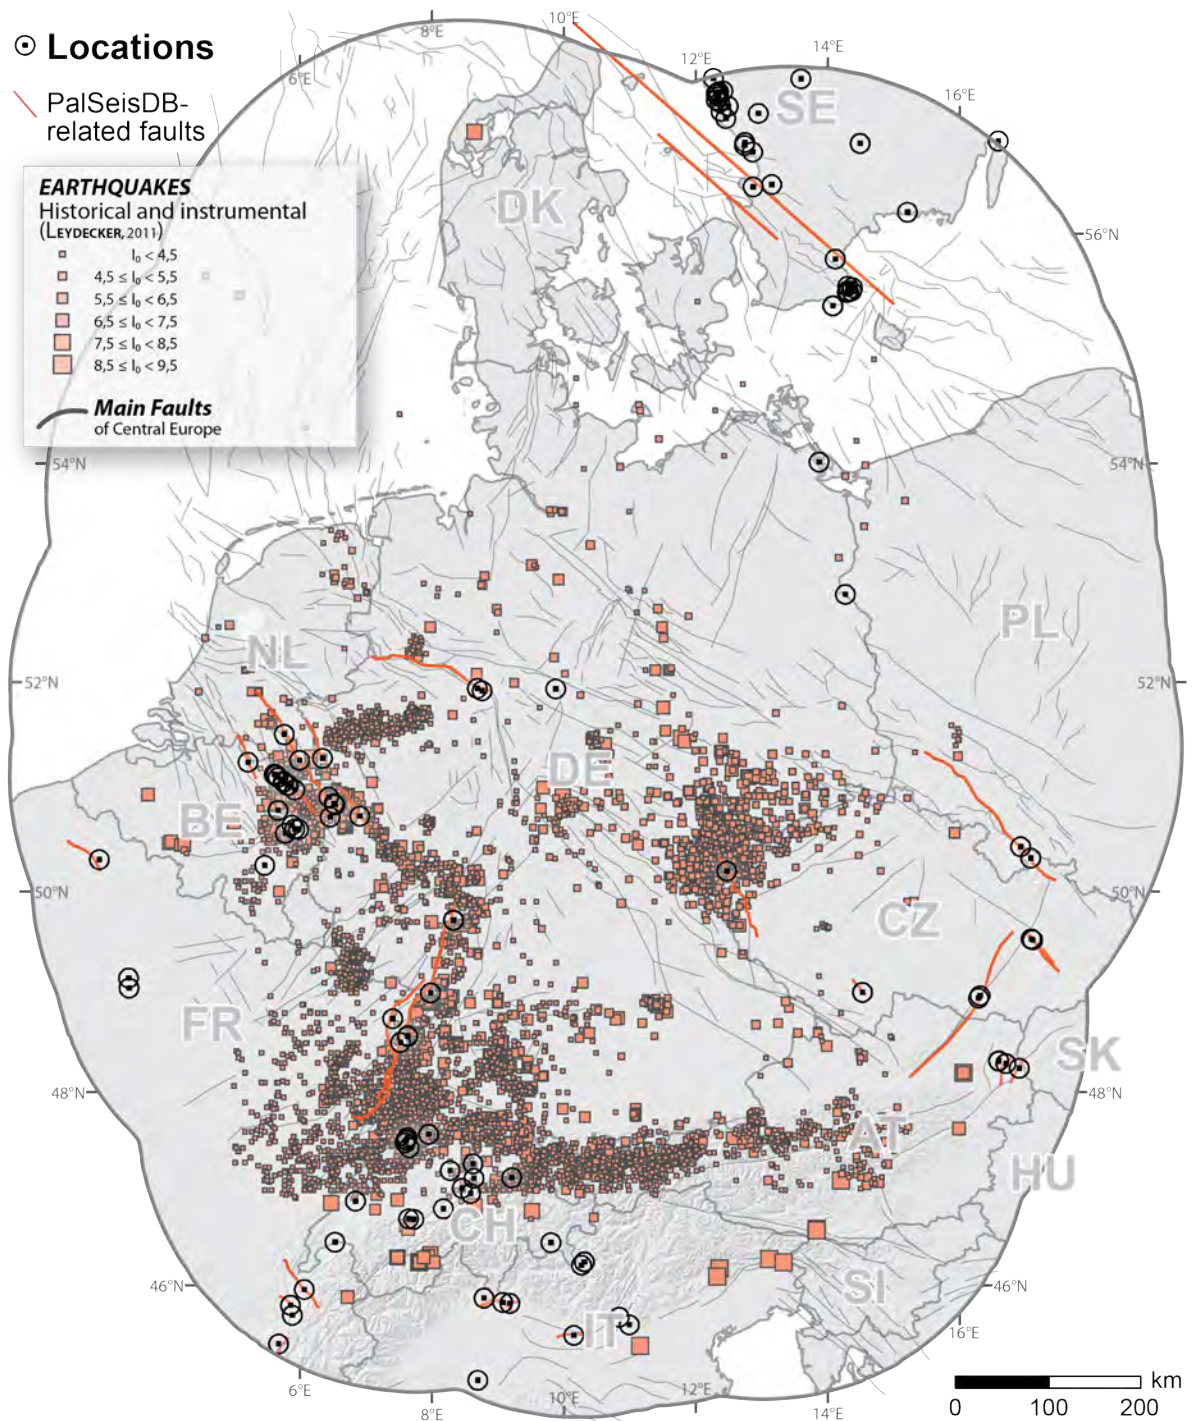 Locations
PalSeisDB-
related faults
EARTHQUAKES
Historical and instrumental
(LEYDECKER, 2011)
I₀ < 4,5
4,5 ≤ I₀ < 5,5
5,5 ≤ I₀ < 6,5
6,5 ≤ I₀ < 7,5
7,5 ≤ I₀ < 8,5
8,5 ≤ I₀ < 9,5
Main Faults
of Central Europe
6°E
8°E
10°E
12°E
14°E
16°E
SE
DK
56°N
54°N
54°N
NL
PL
52°N
52°N
DE
BE
50°N
50°N
CZ
FR
SK
48°N
48°N
AT
HU
CH
46°N
46°N
SI
IT
16°E
6°E
8°E
10°E
12°E
14°E
km
0 100 200